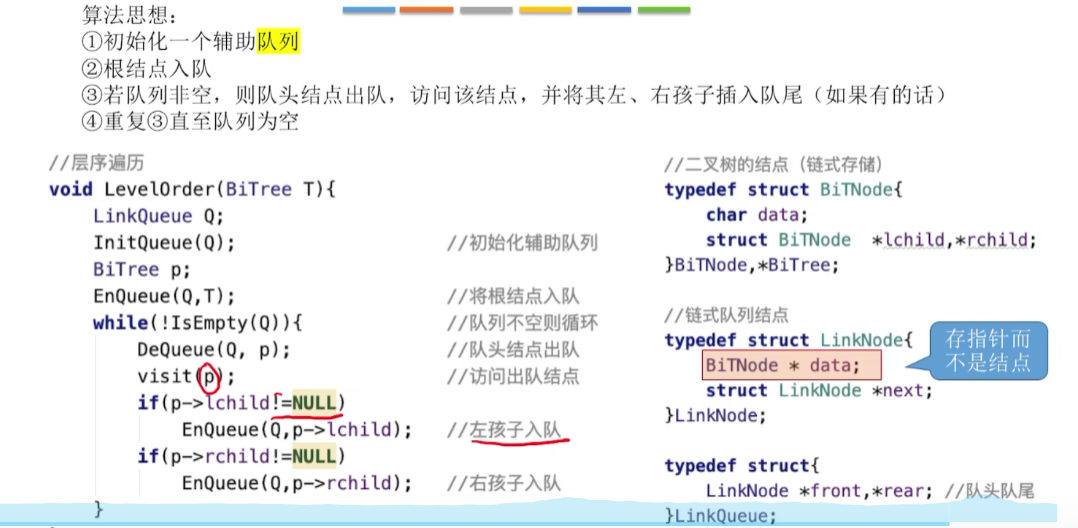 算法思想：
①初始化一个辅助队列
②根结点入队
③若队列非空，则队头结点出队，访问该结点，并将其左、右孩子插入队尾（如果有的话）
④重复③直至队列为空
//层序遍历
void LevelOrder(BiTree T){
LinkQueue Q;
InitQueue(Q); //初始化辅助队列
BiTree p;
EnQueue(Q,T); //将根结点入队
while(!IsEmpty(Q)){ //队列不空则循环
DeQueue(Q, p); //队头结点出队
visit(p); //访问出队结点
if(p->lchild!=NULL)
EnQueue(Q,p->lchild); //左孩子入队
if(p->rchild!=NULL)
EnQueue(Q,p->rchild); //右孩子入队
}
//二叉树的结点（链式存储）
typedef struct BiTNode{
char data;
struct BiTNode *lchild,*rchild;
}BiTNode,*BiTree;
//链式队列结点
typedef struct LinkNode{
BiTNode * data;
struct LinkNode *next;
}LinkNode;
存指针而
不是结点
typedef struct{
LinkNode *front,*rear; //队头队尾
}LinkQueue;